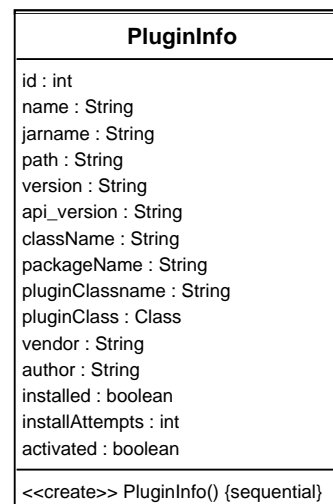 PluginInfo
id : int
name : String
jarname : String
path : String
version : String
api_version : String
className : String
packageName : String
pluginClassname : String
pluginClass : Class
vendor : String
author : String
installed : boolean
installAttempts : int
activated : boolean
<<create>> PluginInfo() {sequential}